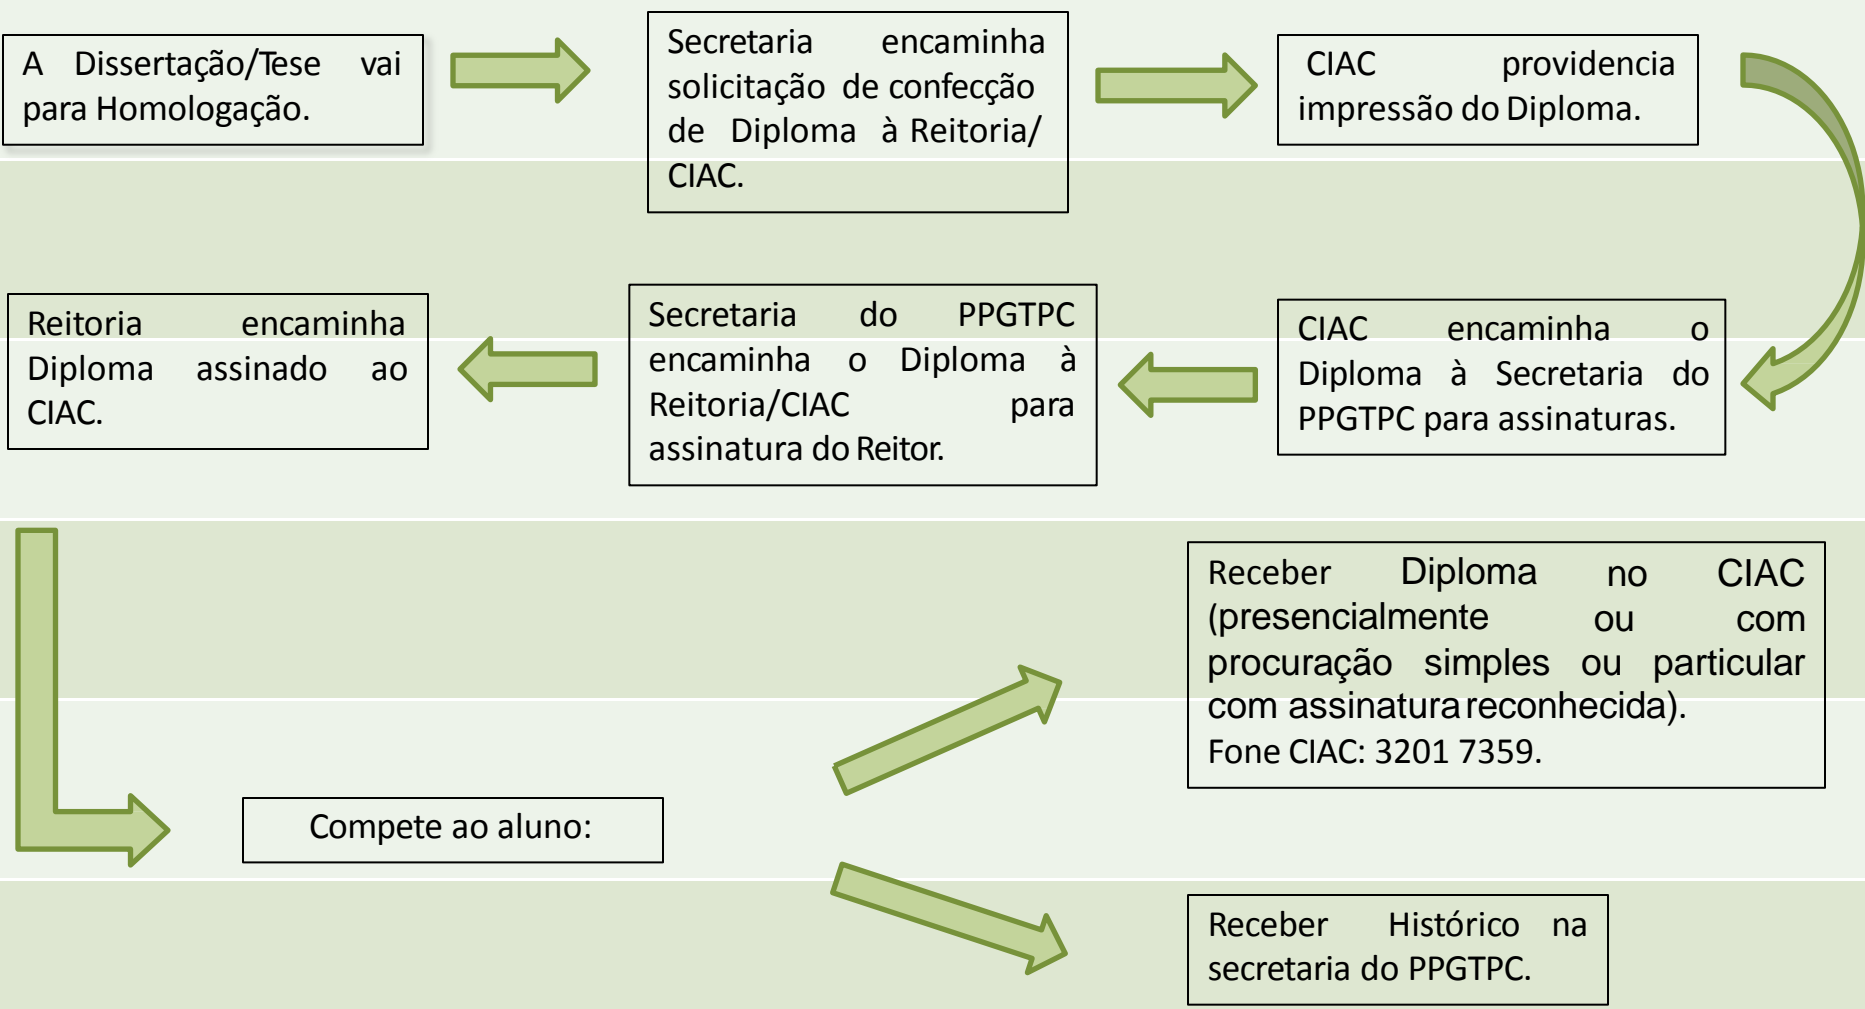 A Dissertação/Tese vai
para Homologação.
Secretaria encaminha
solicitação de confecção
de Diploma à Reitoria/
CIAC.
CIAC providencia
impressão do Diploma.
CIAC encaminha o
Diploma à Secretaria do
PPGTPC para assinaturas.
Secretaria do PPGTPC
encaminha o Diploma à
Reitoria/CIAC para
assinatura do Reitor.
Reitoria encaminha
Diploma assinado ao
CIAC.
Compete ao aluno:
Receber Diploma no CIAC
(presencialmente ou com
procuração simples ou particular
com assinatura reconhecida).
Fone CIAC: 3201 7359.
Receber Histórico na
secretaria do PPGTPC.